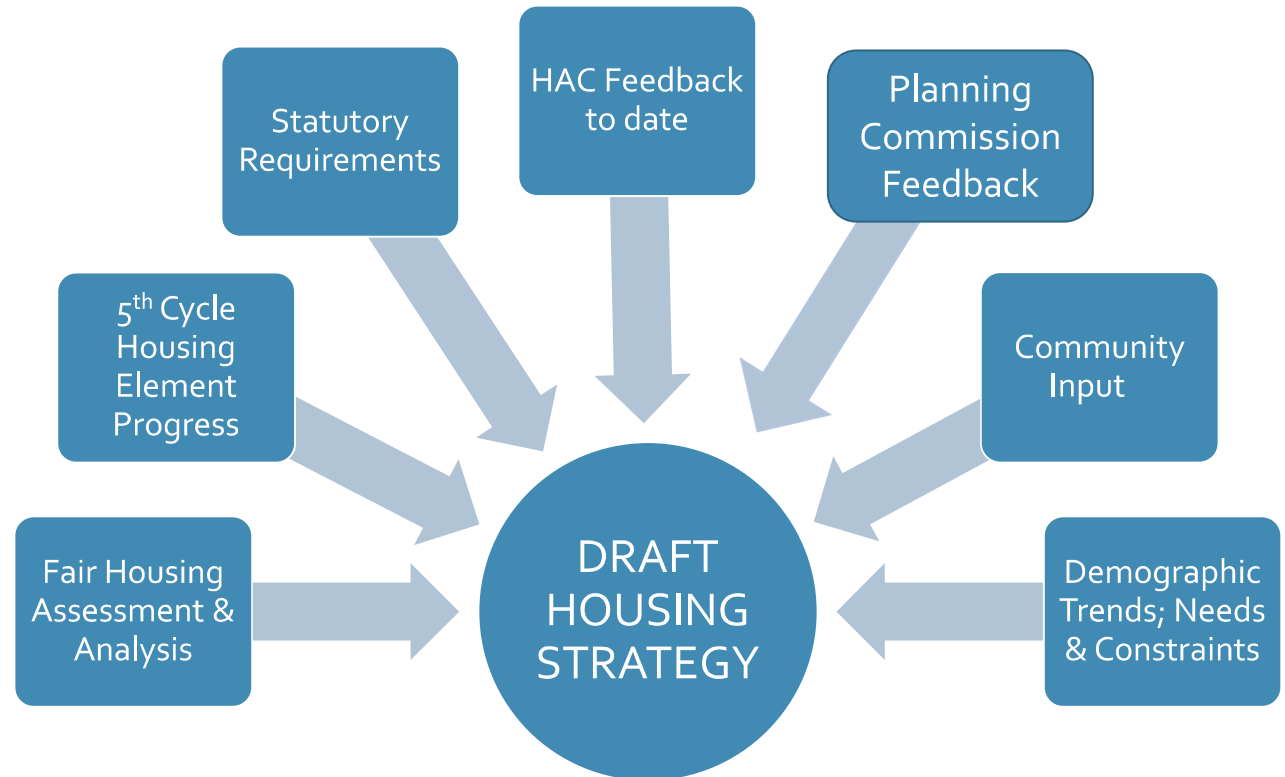 HAC Feedback
to date
Planning
Commission
Feedback
Statutory
Requirements
5th Cycle
Housing
Element
Progress
Community
Input
Fair Housing
Assessment &
Analysis
DRAFT
HOUSING
STRATEGY
Demographic
Trends; Needs
& Constraints